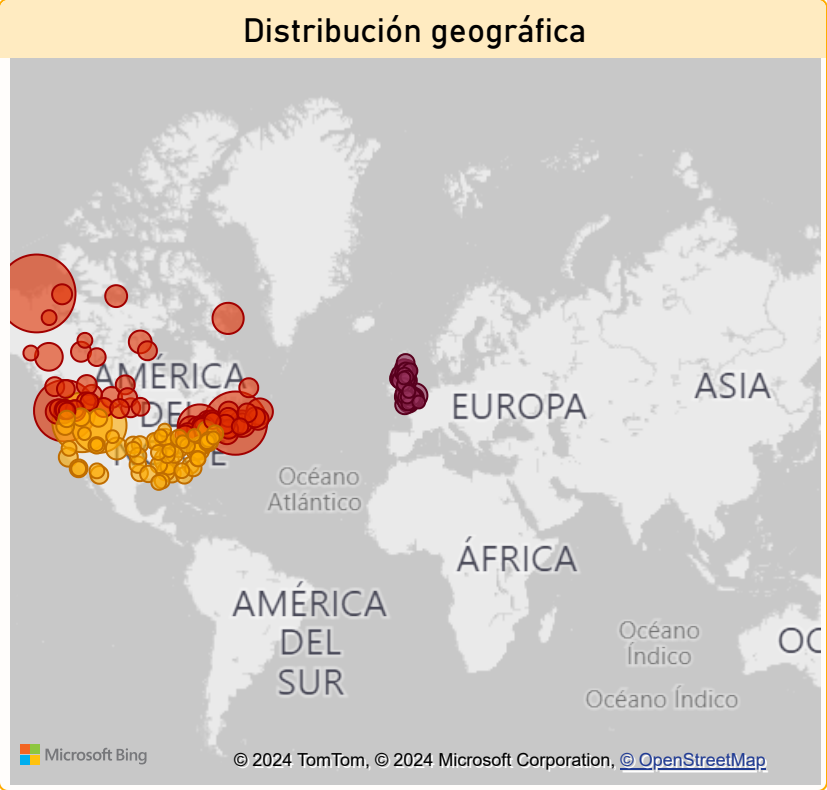 Distribución geográfica
AMÉRICA
DEL
EUROPA
ASIA
Océano
Atlántico
ÁFRICA
AMÉRICA
DEL
SUR
Océano
Índico
OC
Océano Índico
Microsoft Bing
© 2024 TomTom, © 2024 Microsoft Corporation, © OpenStreetMap